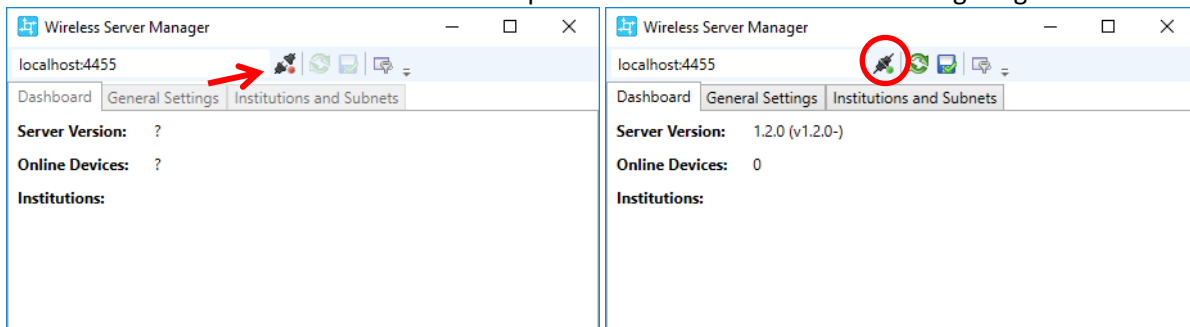 Wireless Server Manager
localhost:4455
Dashboard General Settings Institutions and Subnets
Server Version: ?
Online Devices: ?
Institutions:
Wireless Server Manager
localhost:4455
Dashboard General Settings Institutions and Subnets
Server Version: 1.2.0 (v1.2.0-)
Online Devices: 0
Institutions: